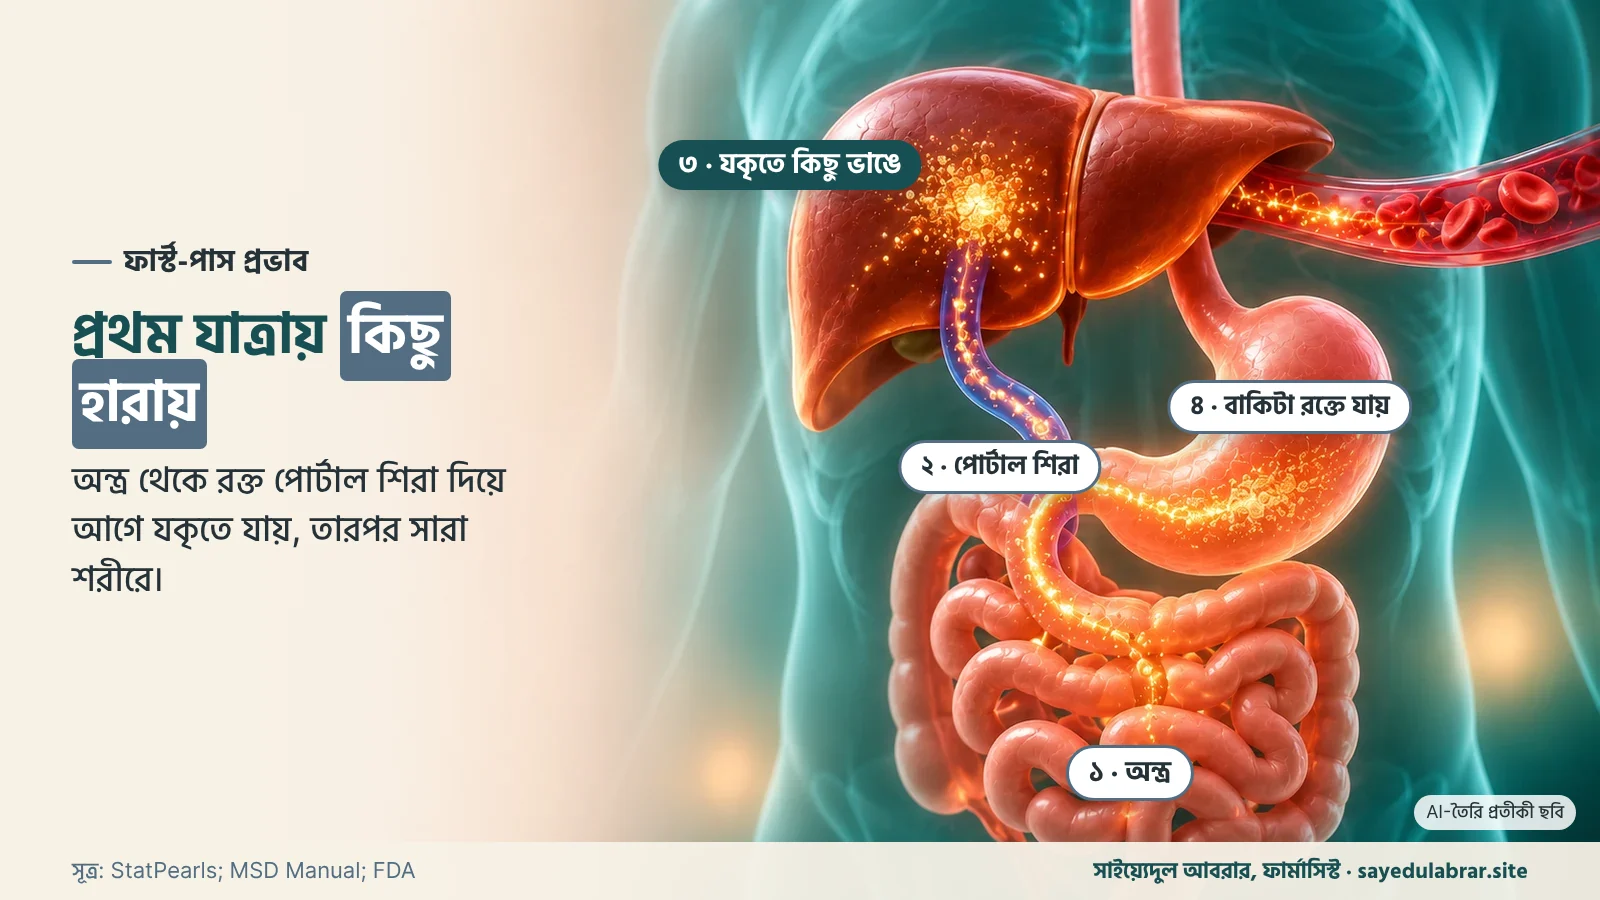 ফার্স্ট-পাস প্রভাব
প্রথম যাত্রায় কিছু
হারায়
অন্ত্র থেকে রক্ত পোর্টাল শিরা দিয়ে
আগে যকৃতে যায়, তারপর সারা
শরীরে।
৩ · যকৃতে কিছু ভাঙে
৪ · বাকিটা রক্তে যায়
২ · পোর্টাল শিরা
১ · অন্ত্র
AI-তৈরি প্রতীকী ছবি
সূত্র: StatPearls; MSD Manual; FDA
সাইয়্যেদুল আবরার, ফার্মাসিস্ট · sayedulabrar.site